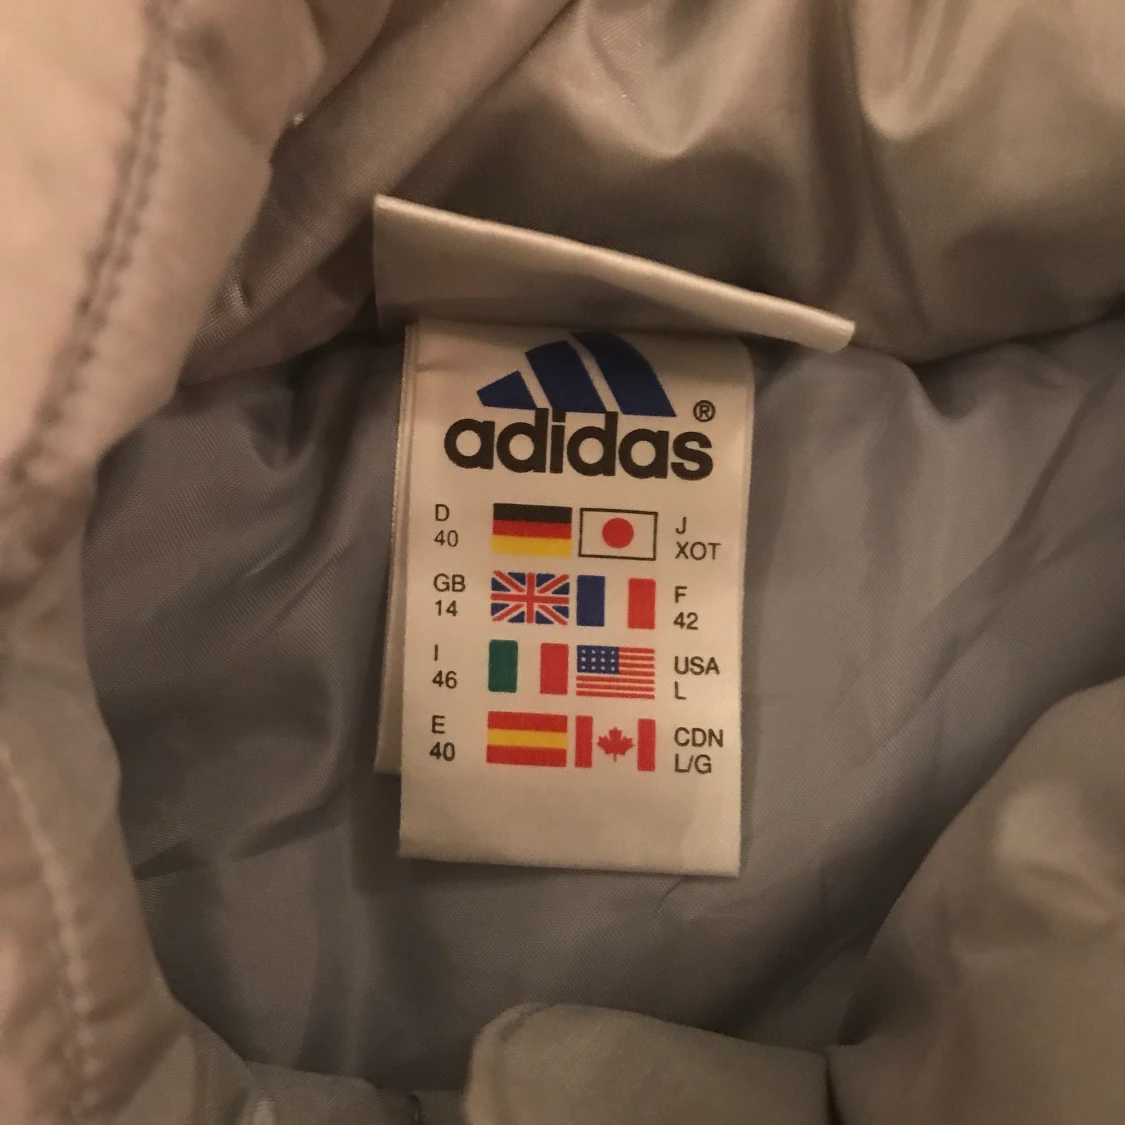 adidas ®
D
40
J
XOT
GB
14
F
42
I
46
USA
L
E
40
CDN
L/G